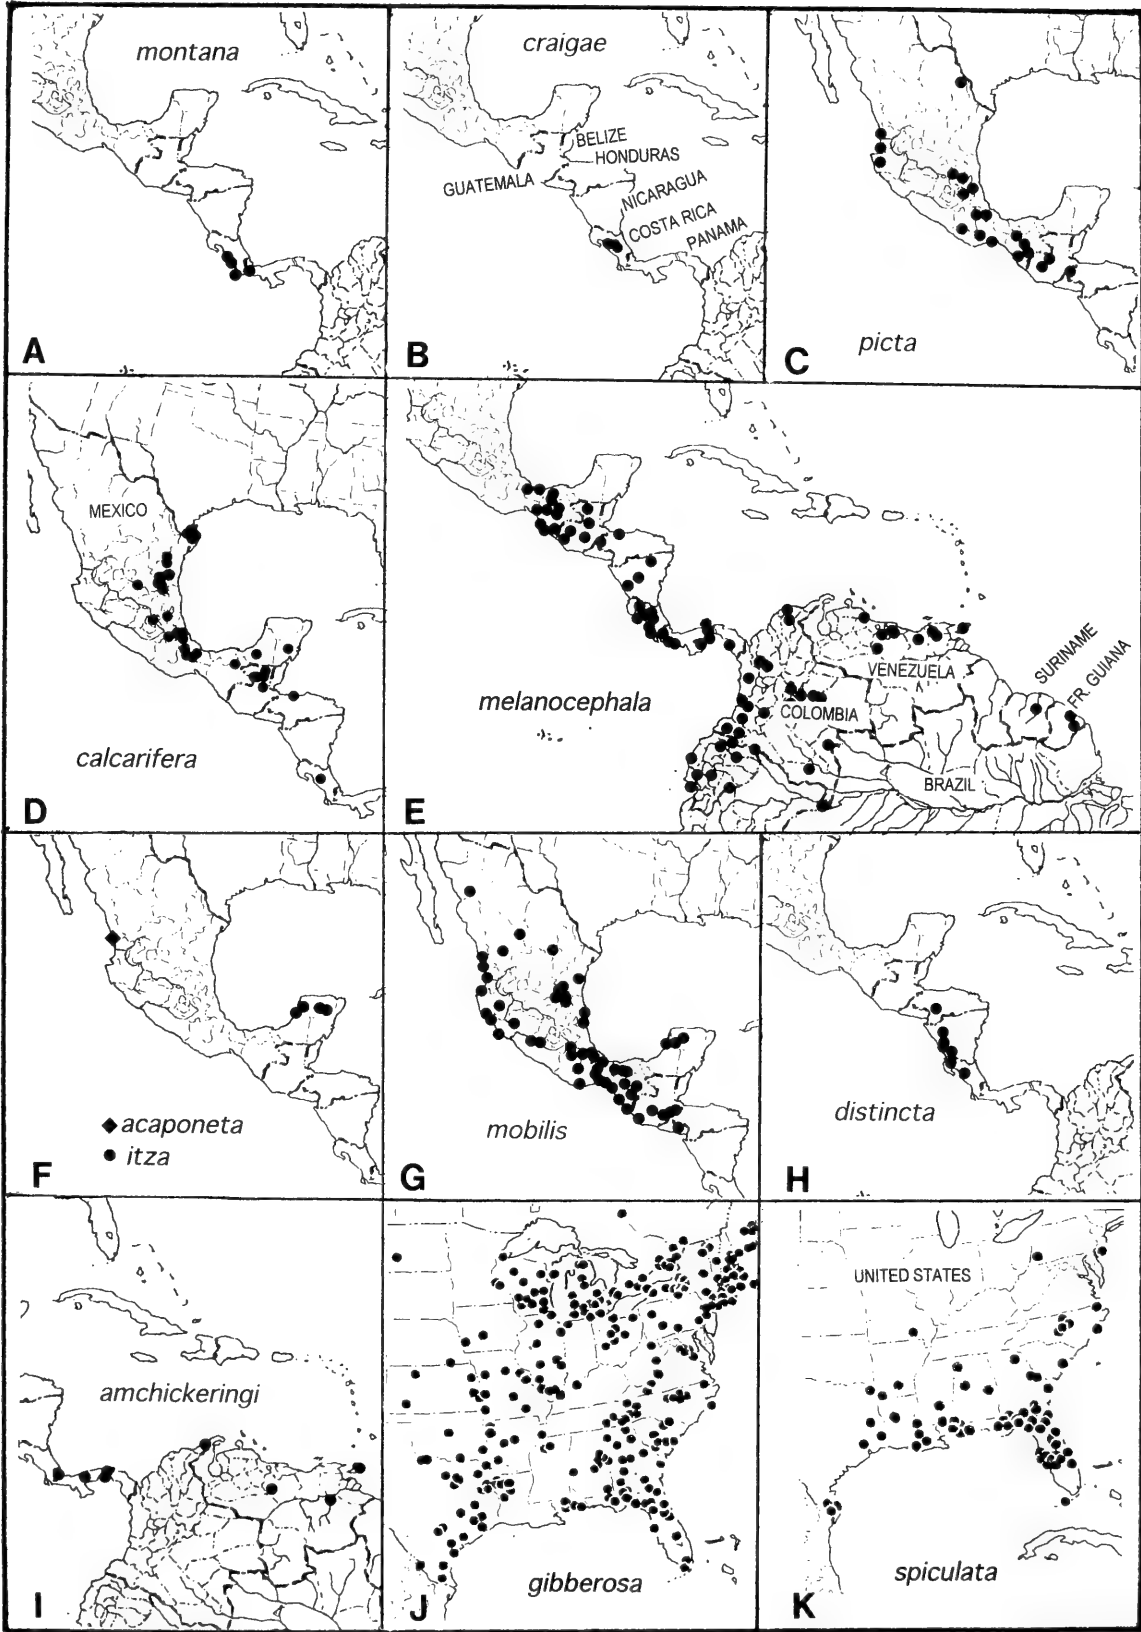 montana
A
craigae
BELIZE
HONDURAS
GUATEMALA
NICARAGUA
COSTA RICA
PANAMA
B
picta
C
MEXICO
calcarifera
D
melanocephala
VENEZUELA
COLOMBIA
SURINAME
FR. GUIANA
BRAZIL
E
acaponeta
itza
F
mobilis
G
distincta
H
amchickeringi
I
gibberosa
J
UNITED STATES
spiculata
K